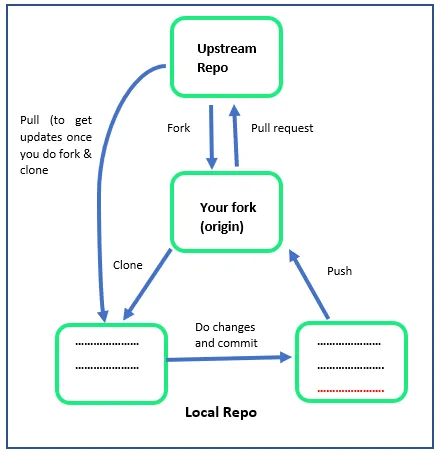 Upstream
Repo
Pull (to get
updates once
you do fork &
clone
Fork
Pull request
Your fork
(origin)
Clone
Push
Do changes
and commit
.....................
.....................
.....................
......................
......................
Local Repo